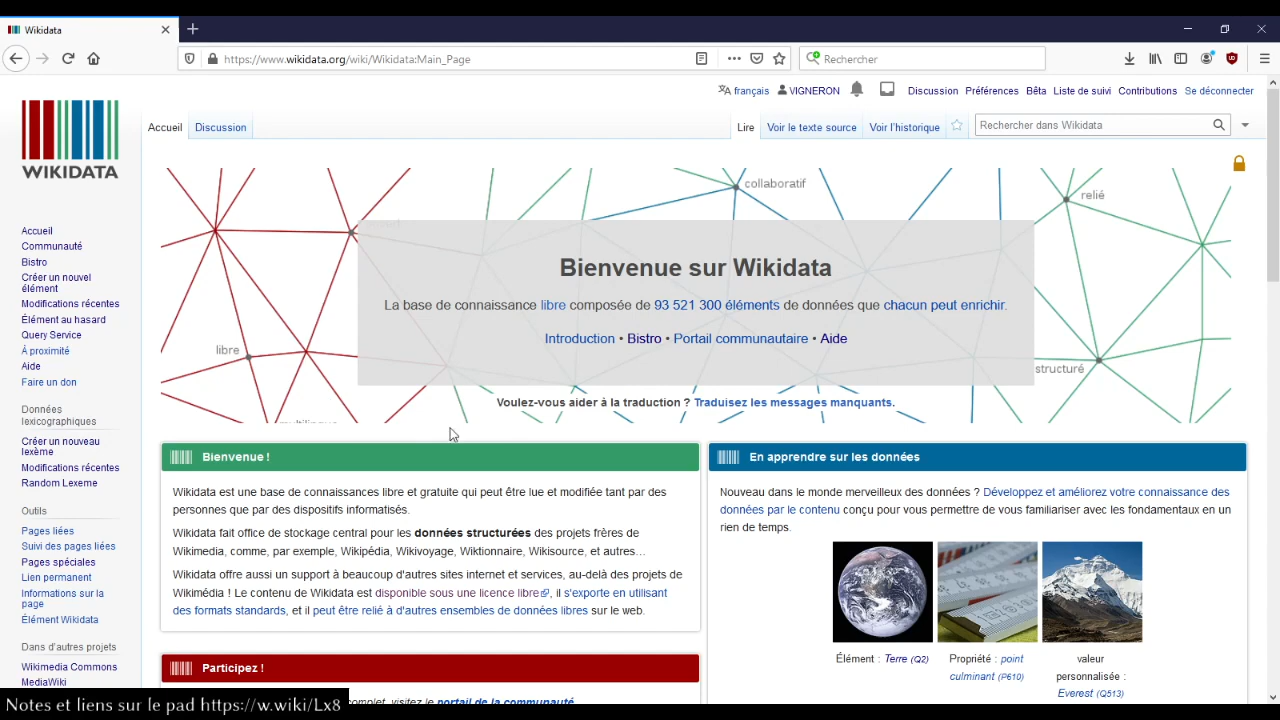 Wikidata
https://www.wikidata.org/wiki/Wikidata:Main_Page
Rechercher
français VIGNERON Discussion Préférences Bêta Liste de suivi Contributions Se déconnecter
WIKIDATA
Accueil Discussion Lire Voir le texte source Voir l'historique Rechercher dans Wikidata
collaboratif
relié
libre
structuré
Bienvenue sur Wikidata
La base de connaissance libre composée de 93 521 300 éléments de données que chacun peut enrichir.
Introduction • Bistro • Portail communautaire • Aide
Voulez-vous aider à la traduction ? Traduisez les messages manquants.
Accueil
Communauté
Bistro
Créer un nouvel
élément
Modifications récentes
Élément au hasard
Query Service
À proximité
Aide
Faire un don
Données
lexicographiques
Créer un nouveau
lexème
Modifications récentes
Random Lexeme
Outils
Pages liées
Suivi des pages liées
Pages spéciales
Lien permanent
Informations sur la
page
Élément Wikidata
Dans d'autres projets
Wikimedia Commons
MediaWiki
Bienvenue !
Wikidata est une base de connaissances libre et gratuite qui peut être lue et modifiée tant par des
personnes que par des dispositifs informatisés.
Wikidata fait office de stockage central pour les données structurées des projets frères de
Wikimedia, comme, par exemple, Wikipédia, Wikivoyage, Wiktionnaire, Wikisource, et autres…
Wikidata offre aussi un support à beaucoup d'autres sites internet et services, au-delà des projets de
Wikimédia ! Le contenu de Wikidata est disponible sous une licence libre, il s'exporte en utilisant
des formats standards, et il peut être relié à d'autres ensembles de données libres sur le web.
Participez !
complet, visitez le portail de la communauté
En apprendre sur les données
Nouveau dans le monde merveilleux des données ? Développez et améliorez votre connaissance des
données par le contenu conçu pour vous permettre de vous familiariser avec les fondamentaux en un
rien de temps.
Élément : Terre (Q2)
Propriété : point
culminant (P610)
valeur
personnalisée :
Everest (Q513)
Notes et liens sur le pad https://w.wiki/Lx8